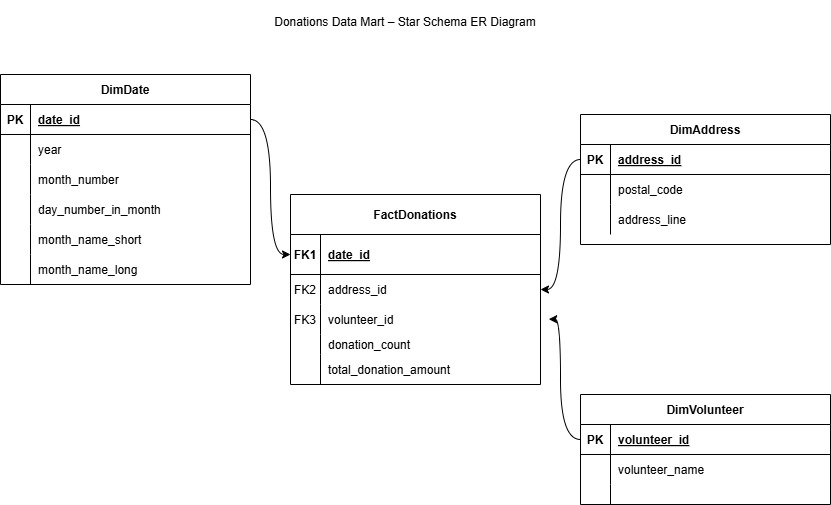 Donations Data Mart – Star Schema ER Diagram
DimDate
PK date_id
year
month_number
day_number_in_month
month_name_short
month_name_long
FactDonations
FK1 date_id
FK2 address_id
FK3 volunteer_id
donation_count
total_donation_amount
DimAddress
PK address_id
postal_code
address_line
DimVolunteer
PK volunteer_id
volunteer_name